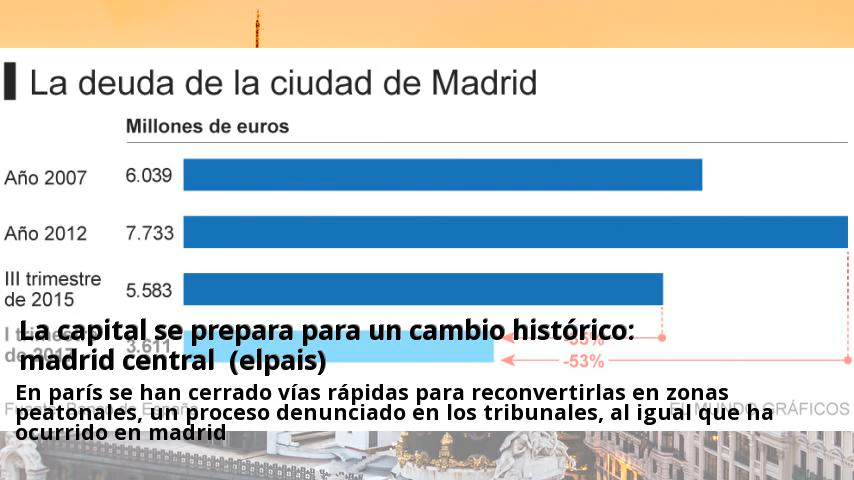 La deuda de la ciudad de Madrid
Millones de euros
Año 2007 6.039
Año 2012 7.733
III trimestre
de 2015 5.583
3.611
-53%
La capital se prepara para un cambio histórico:
madrid central (elpais)
En parís se han cerrado vías rápidas para reconvertirlas en zonas
peatonales, un proceso denunciado en los tribunales, al igual que ha
ocurrido en madrid
GRÁFICOS